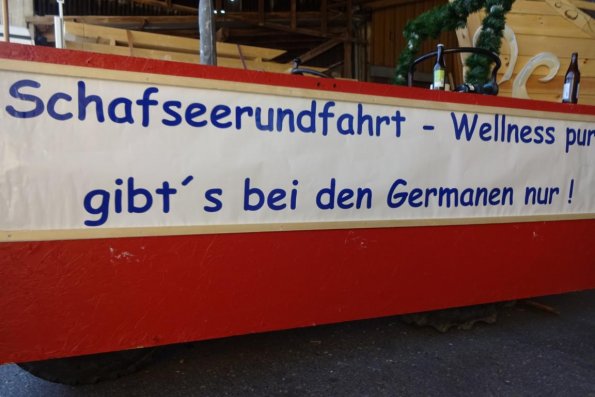 Schafseerundfahrt - Wellness pur
gibt´s bei den Germanen nur !